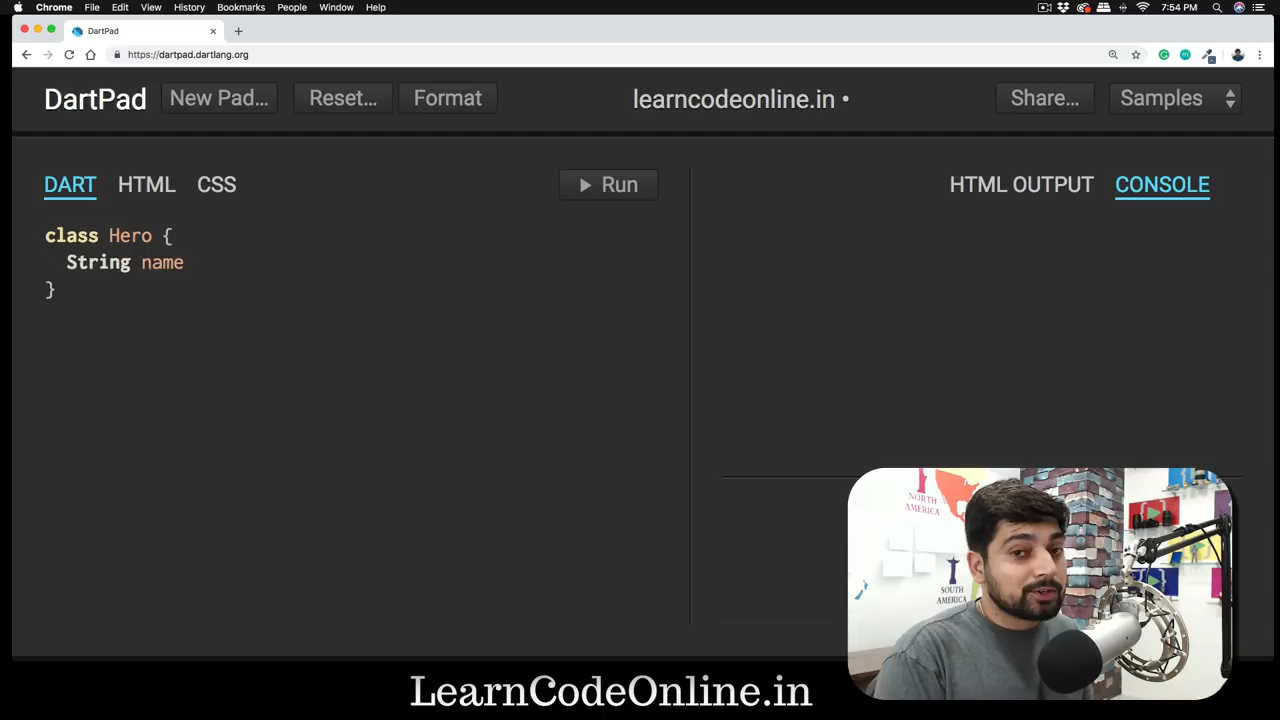 Chrome File Edit View History Bookmarks People Window Help 7:54 PM
DartPad
https://dartpad.dartlang.org
DartPad New Pad... Reset... Format learncodeonline.in • Share... Samples
DART HTML CSS Run HTML OUTPUT CONSOLE
class Hero {
String name
}
NORTH
AMERICA
SOUTH
AMERICA
LearnCodeOnline.in